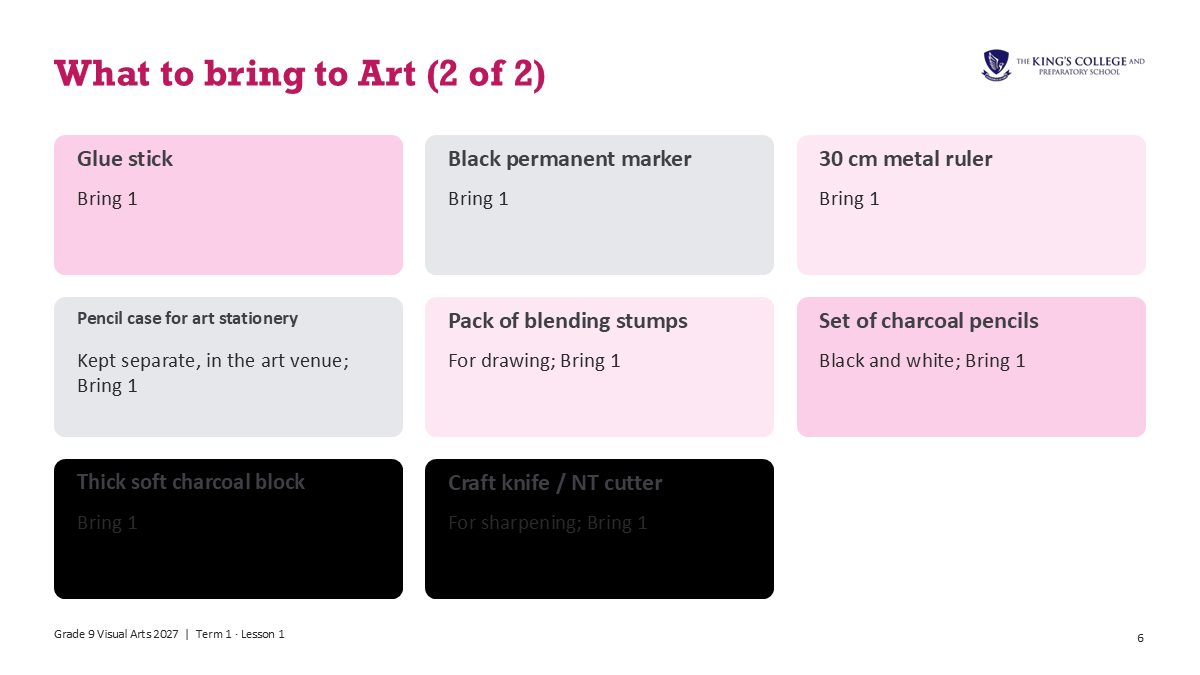 What to bring to Art (2 of 2)
THE KING'S COLLEGE AND
PREPARATORY SCHOOL
Glue stick
Bring 1
Black permanent marker
Bring 1
30 cm metal ruler
Bring 1
Pencil case for art stationery
Kept separate, in the art venue;
Bring 1
Pack of blending stumps
For drawing; Bring 1
Set of charcoal pencils
Black and white; Bring 1
Thick soft charcoal block
Bring 1
Craft knife / NT cutter
For sharpening; Bring 1
Grade 9 Visual Arts 2027 | Term 1 · Lesson 1
6